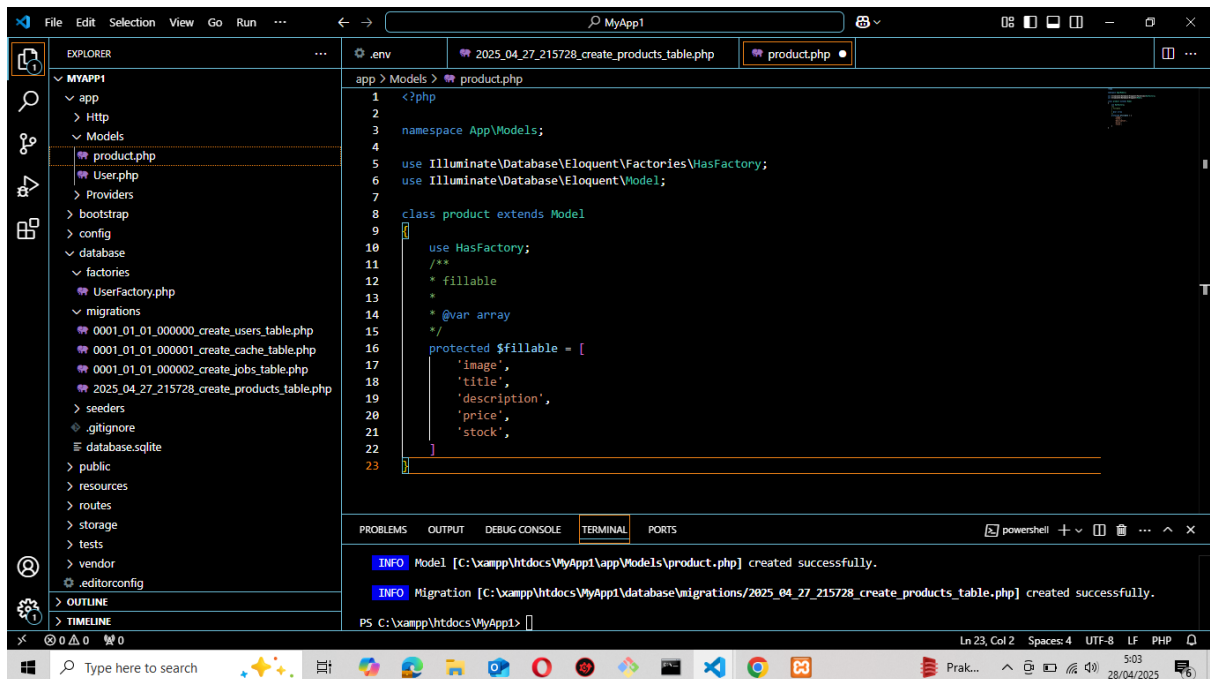 File Edit Selection View Go Run ··· ← → MyApp1
EXPLORER ···
MYAPP1
app
Http
Models
product.php
User.php
Providers
bootstrap
config
database
factories
UserFactory.php
migrations
0001_01_01_000000_create_users_table.php
0001_01_01_000001_create_cache_table.php
0001_01_01_000002_create_jobs_table.php
2025_04_27_215728_create_products_table.php
seeders
.gitignore
database.sqlite
public
resources
routes
storage
tests
vendor
.editorconfig
OUTLINE
TIMELINE
1
1
.env 2025_04_27_215728_create_products_table.php product.php ●
app > Models > product.php
1 <?php
2
3 namespace App\Models;
4
5 use Illuminate\Database\Eloquent\Factories\HasFactory;
6 use Illuminate\Database\Eloquent\Model;
7
8 class product extends Model
9 {
10 use HasFactory;
11 /**
12 * fillable
13 *
14 * @var array
15 */
16 protected $fillable = [
17 'image',
18 'title',
19 'description',
20 'price',
21 'stock',
22 ]
23 }
PROBLEMS OUTPUT DEBUG CONSOLE TERMINAL PORTS powershell
INFO Model [C:\xampp\htdocs\MyApp1\app\Models\product.php] created successfully.
INFO Migration [C:\xampp\htdocs\MyApp1\database\migrations/2025_04_27_215728_create_products_table.php] created successfully.
PS C:\xampp\htdocs\MyApp1>
0 0 0 Ln 23, Col 2 Spaces: 4 UTF-8 LF PHP
Type here to search Prak... 5:03
28/04/2025 6